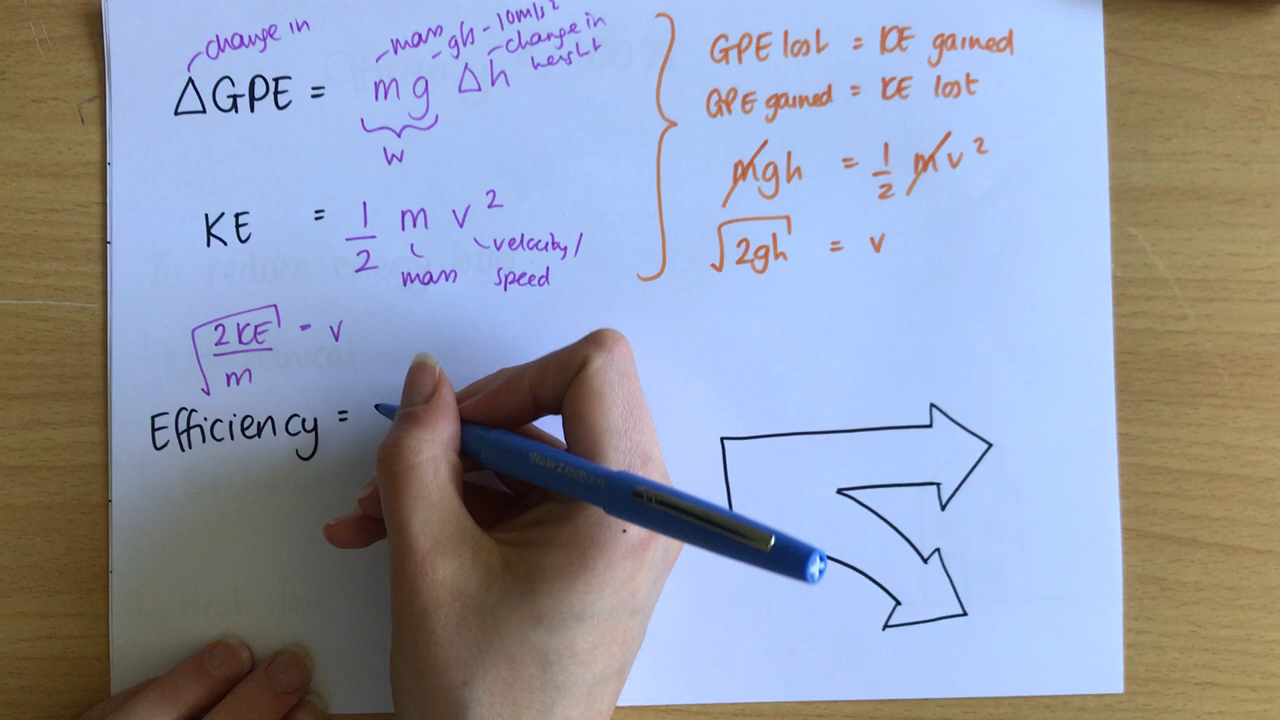 change in
mass
gfs - 10m/s²
change in
height
ΔGPE = mg Δh
w
KE = 1/2 m v²
mass
velocity/
speed
√2KE/m = v
Efficiency =
GPE lost = KE gained
GPE gained = KE lost
mgh = 1/2 mv²
√2gh = v